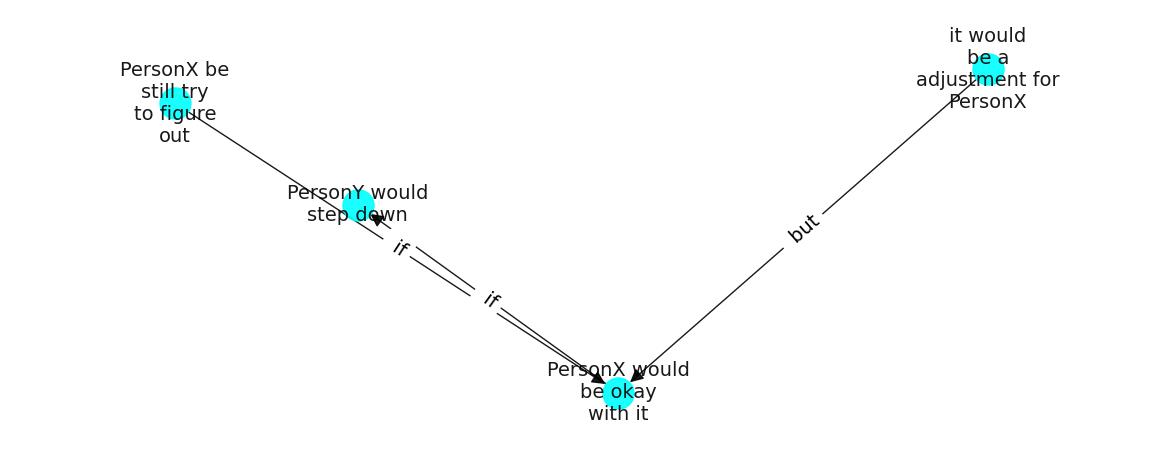 PersonX be
still try
to figure
out
it would
be a
adjustment for
PersonX
PersonY would
step down
if
but
if
PersonX would
be okay
with it